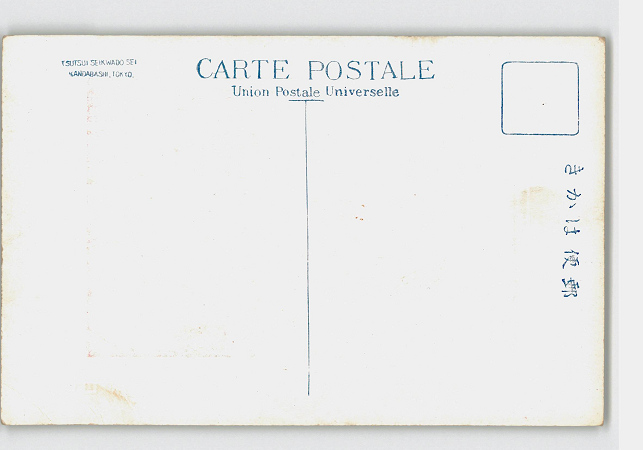 TSUTSUI SEIKWADO SEI
KANDABASHI, TOKYO.
CARTE POSTALE
Union Postale Universelle
郵便はかき